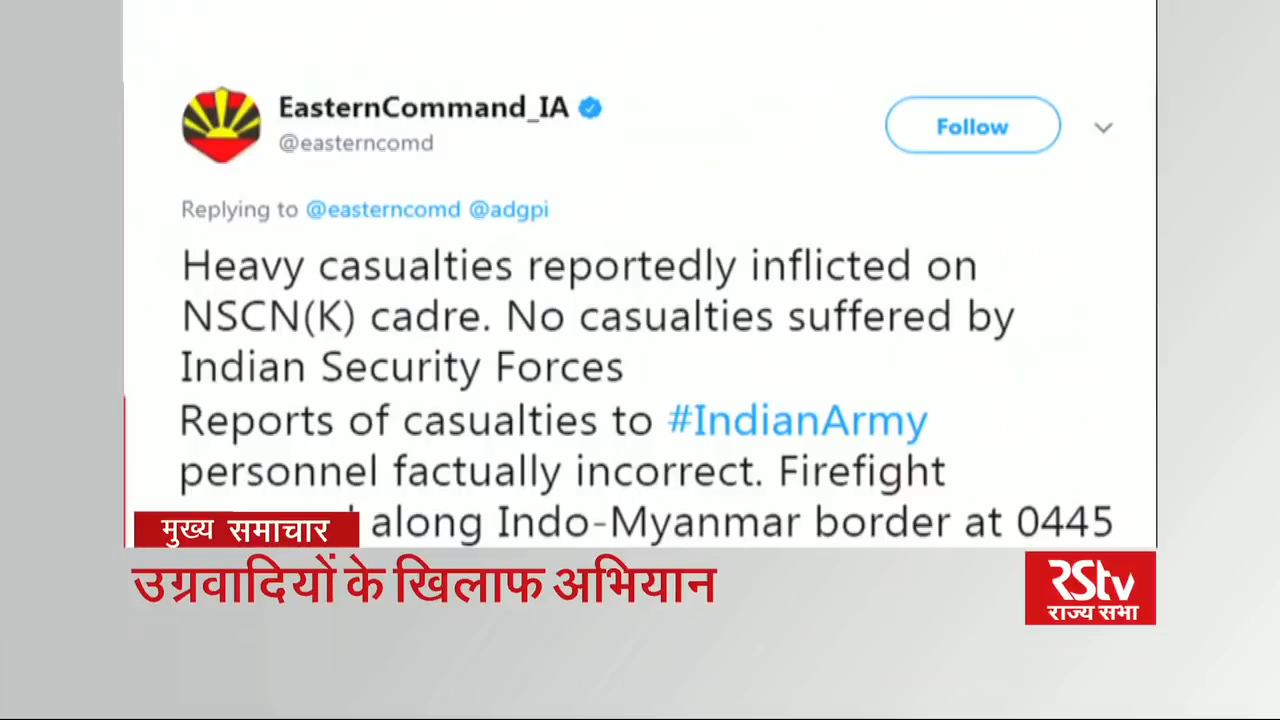 EasternCommand_IA
@easterncomd
Follow
Replying to @easterncomd @adgpi
Heavy casualties reportedly inflicted on
NSCN(K) cadre. No casualties suffered by
Indian Security Forces
Reports of casualties to #IndianArmy
personnel factually incorrect. Firefight
along Indo-Myanmar border at 0445
मुख्य समाचार
उग्रवादियों के खिलाफ अभियान
RStv
राज्य सभा